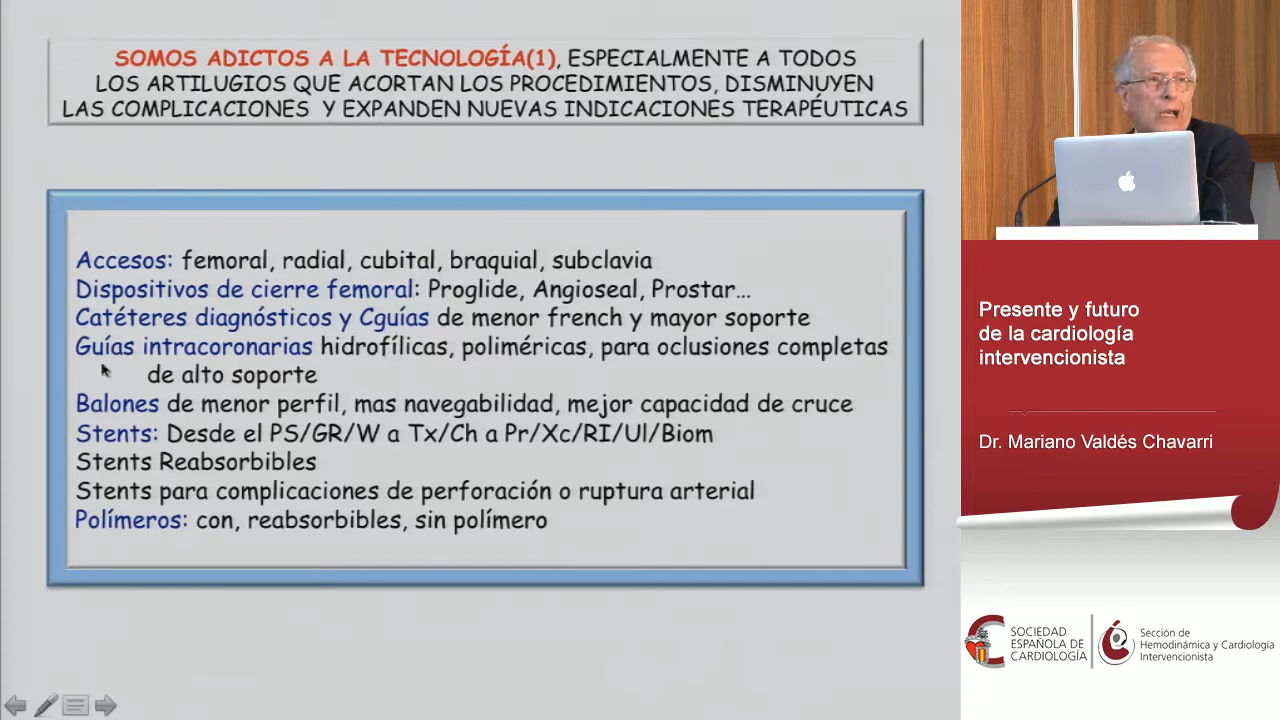 SOMOS ADICTOS A LA TECNOLOGÍA(1), ESPECIALMENTE A TODOS
LOS ARTILUGIOS QUE ACORTAN LOS PROCEDIMIENTOS, DISMINUYEN
LAS COMPLICACIONES Y EXPANDEN NUEVAS INDICACIONES TERAPÉUTICAS
Accesos: femoral, radial, cubital, braquial, subclavia
Dispositivos de cierre femoral: Proglide, Angioseal, Prostar...
Catéteres diagnósticos y Cguías de menor french y mayor soporte
Guías intracoronarias hidrofílicas, poliméricas, para oclusiones completas
de alto soporte
Balones de menor perfil, mas navegabilidad, mejor capacidad de cruce
Stents: Desde el PS/GR/W a Tx/Ch a Pr/Xc/RI/Ul/Biom
Stents Reabsorbibles
Stents para complicaciones de perforación o ruptura arterial
Polímeros: con, reabsorbibles, sin polímero
Presente y futuro
de la cardiología
intervencionista
Dr. Mariano Valdés Chavarri
SOCIEDAD
ESPAÑOLA DE
CARDIOLOGÍA
Sección de
Hemodinámica y Cardiología
Intervencionista